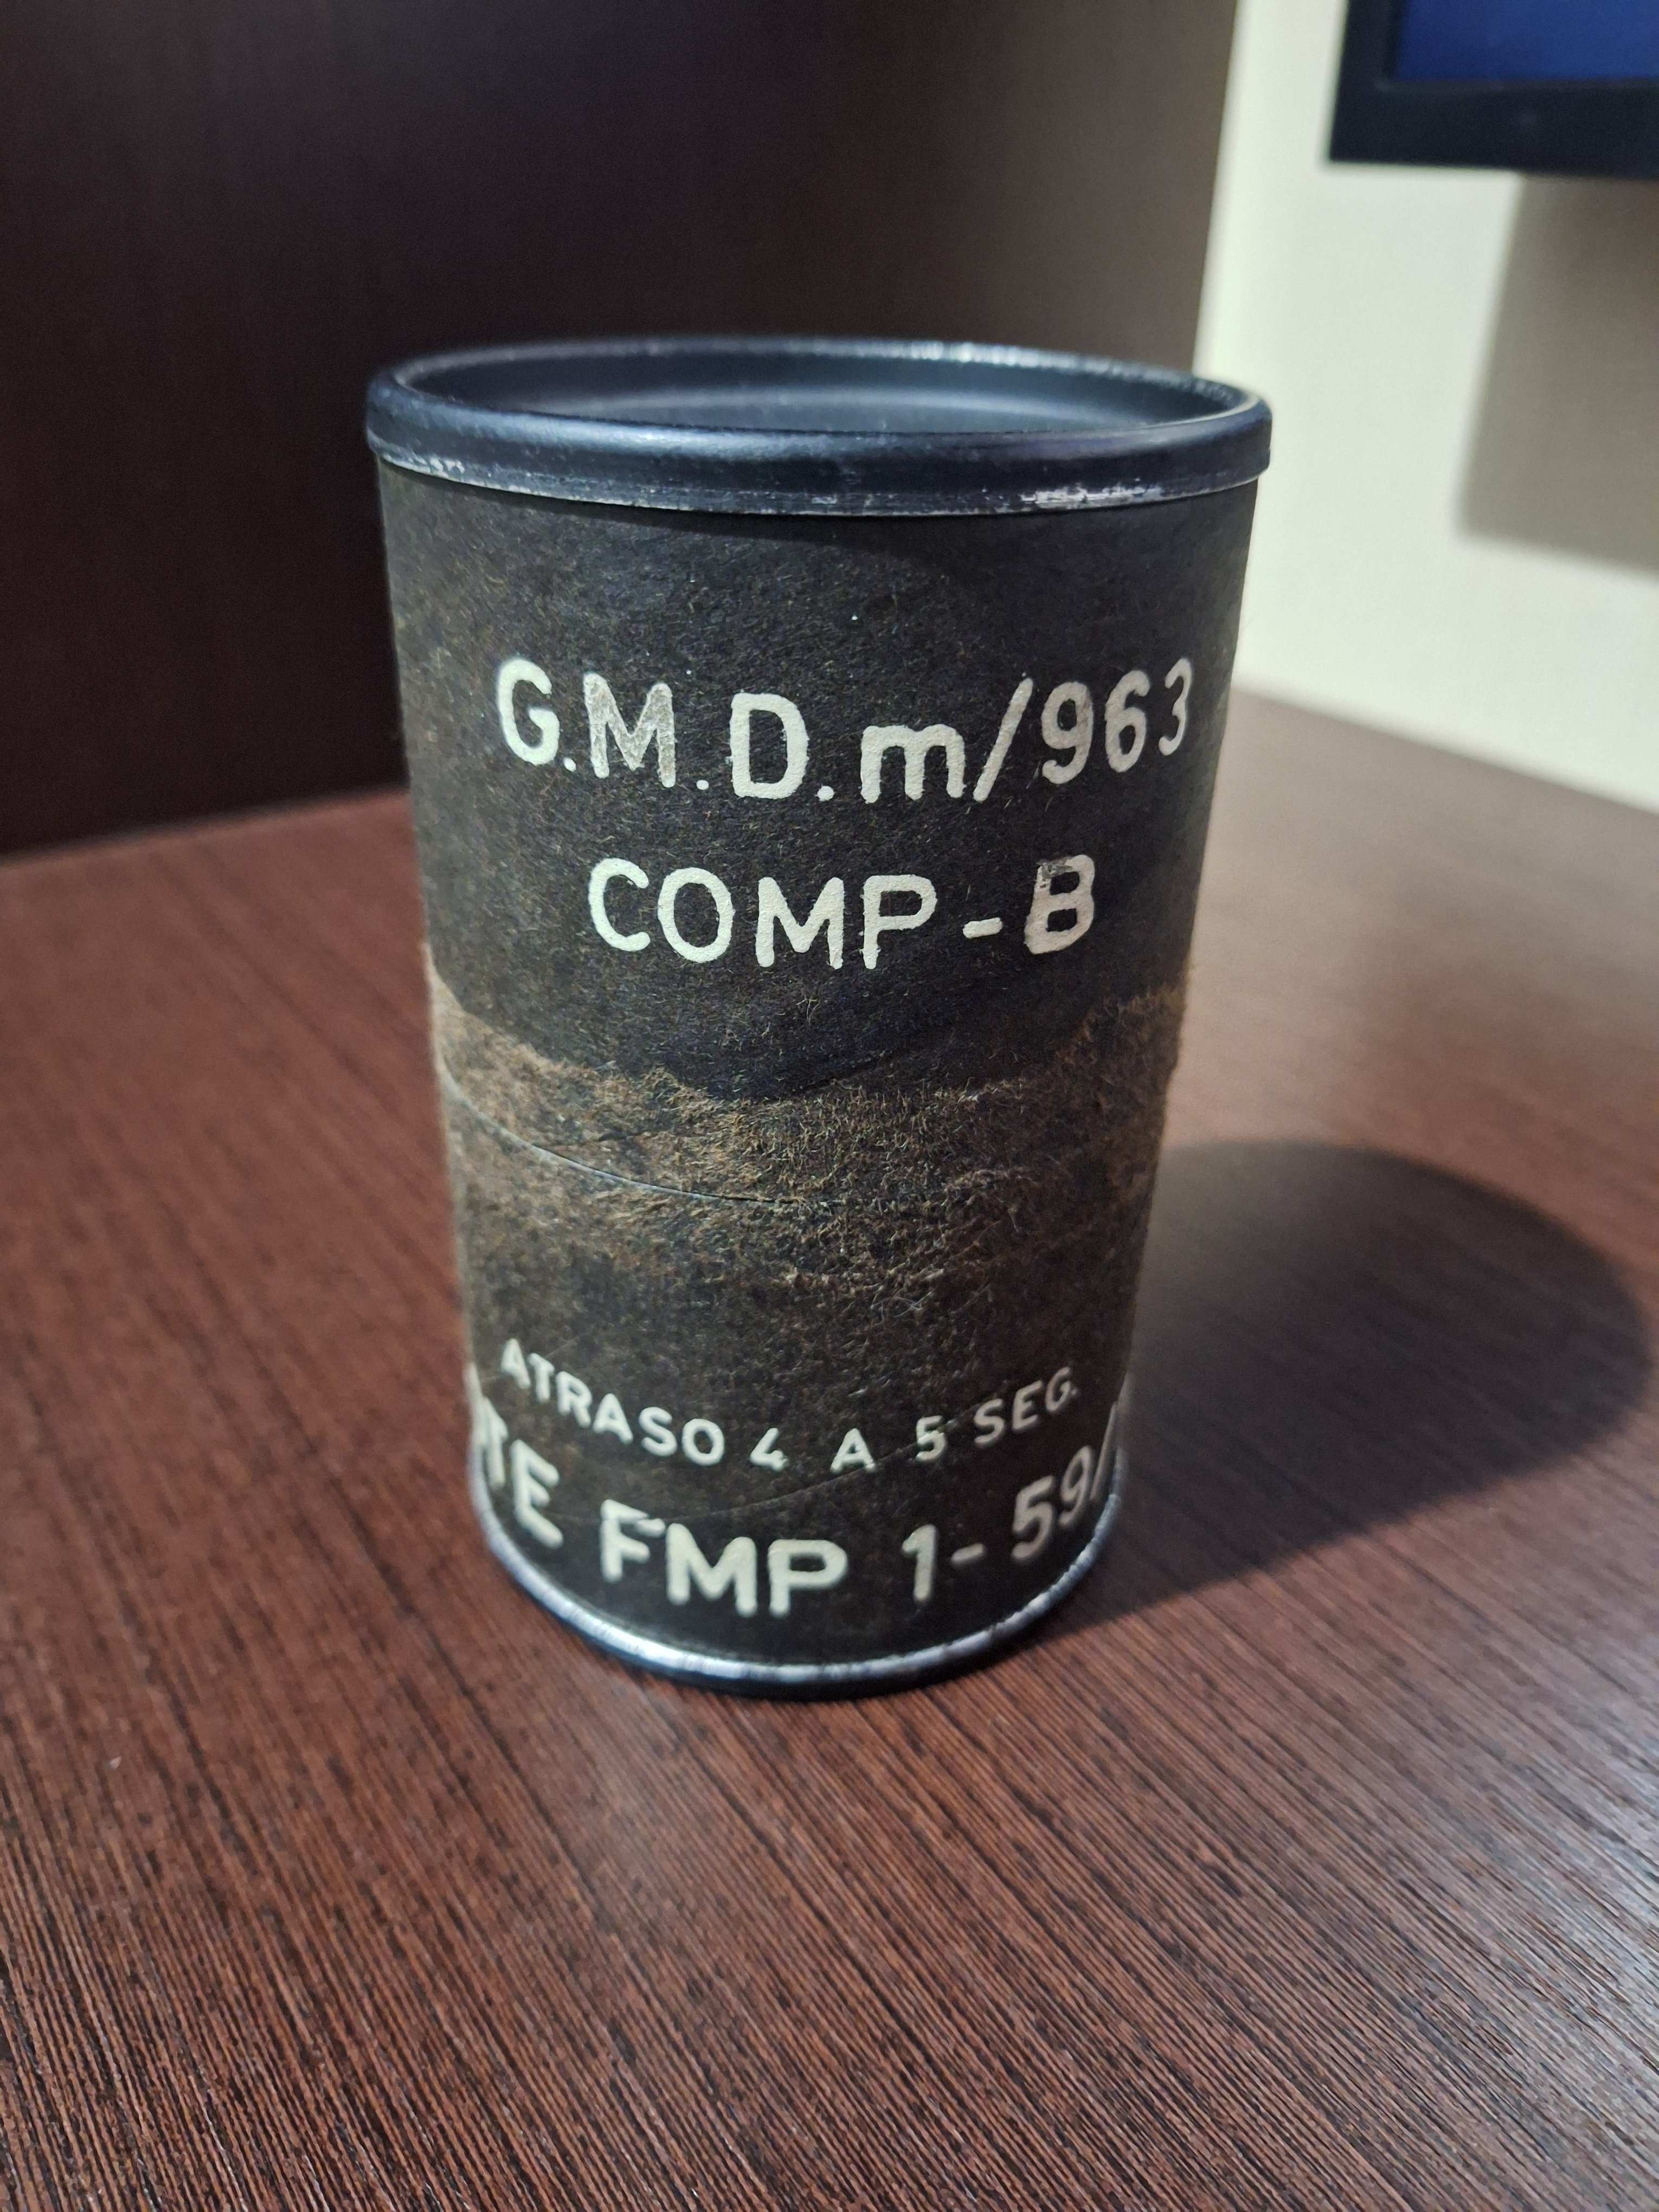 G.M.D.m/963
COMP-B
ATRASO 4 A 5 SEG.
FMP 1-59/